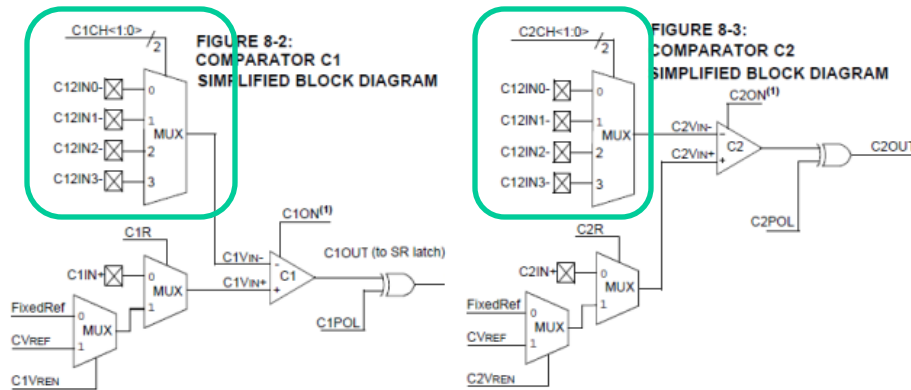 C1CH<1:0>
2
FIGURE 8-2:
COMPARATOR C1
SIMPLIFIED BLOCK DIAGRAM
C12IN0-
0
C12IN1-
1
MUX
C12IN2-
2
C12IN3-
3
C1R
C1ON(1)
C1VIN-
-
C1IN+
0
MUX
1
C1VIN+
+
C1
C1OUT (to SR latch)
C1POL
FixedRef
0
MUX
CVREF
1
C1VREN
C2CH<1:0>
2
FIGURE 8-3:
COMPARATOR C2
SIMPLIFIED BLOCK DIAGRAM
C12IN0-
0
C12IN1-
1
MUX
C12IN2-
2
C12IN3-
3
C2ON(1)
C2VIN-
-
C2VIN+
+
C2
C2OUT
C2POL
C2R
C2IN+
0
MUX
1
FixedRef
0
MUX
CVREF
1
C2VREN